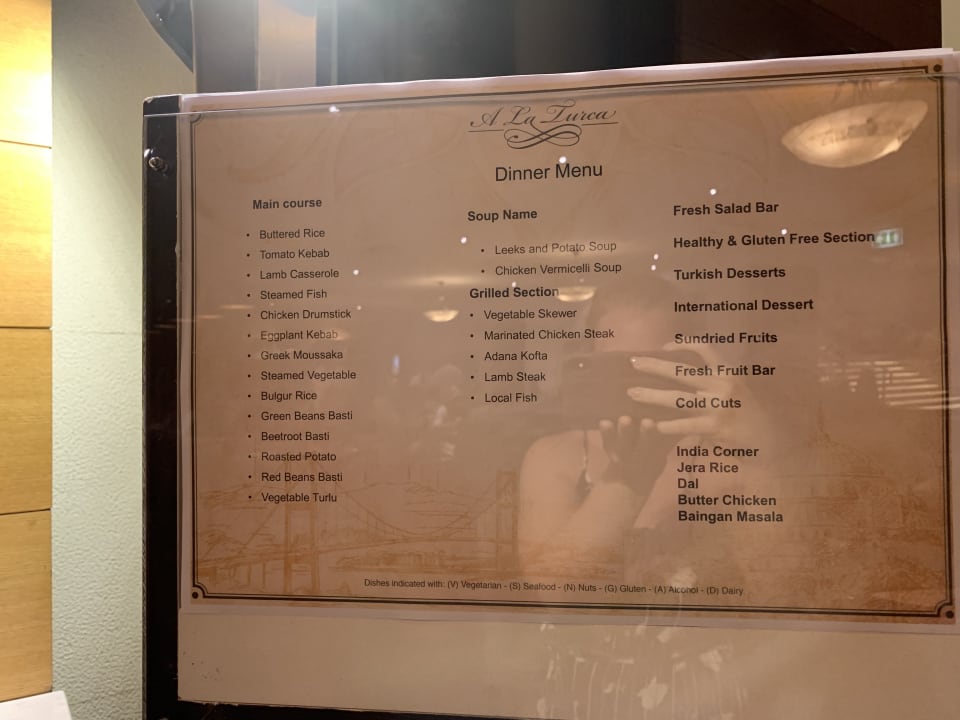 A La Turca
Dinner Menu
Main course
• Buttered Rice
• Tomato Kebab
• Lamb Casserole
• Steamed Fish
• Chicken Drumstick
• Eggplant Kebab
• Greek Moussaka
• Steamed Vegetable
• Bulgur Rice
• Green Beans Basti
• Beetroot Basti
• Roasted Potato
• Red Beans Basti
• Vegetable Turlu
Soup Name
• Leeks and Potato Soup
• Chicken Vermicelli Soup
Grilled Section
• Vegetable Skewer
• Marinated Chicken Steak
• Adana Kofta
• Lamb Steak
• Local Fish
Fresh Salad Bar
Healthy & Gluten Free Section
Turkish Desserts
International Dessert
Sundried Fruits
Fresh Fruit Bar
Cold Cuts
India Corner
Jera Rice
Dal
Butter Chicken
Baingan Masala
Dishes indicated with: (V) Vegetarian - (S) Seafood - (N) Nuts - (G) Gluten - (A) Alcohol - (D) Dairy